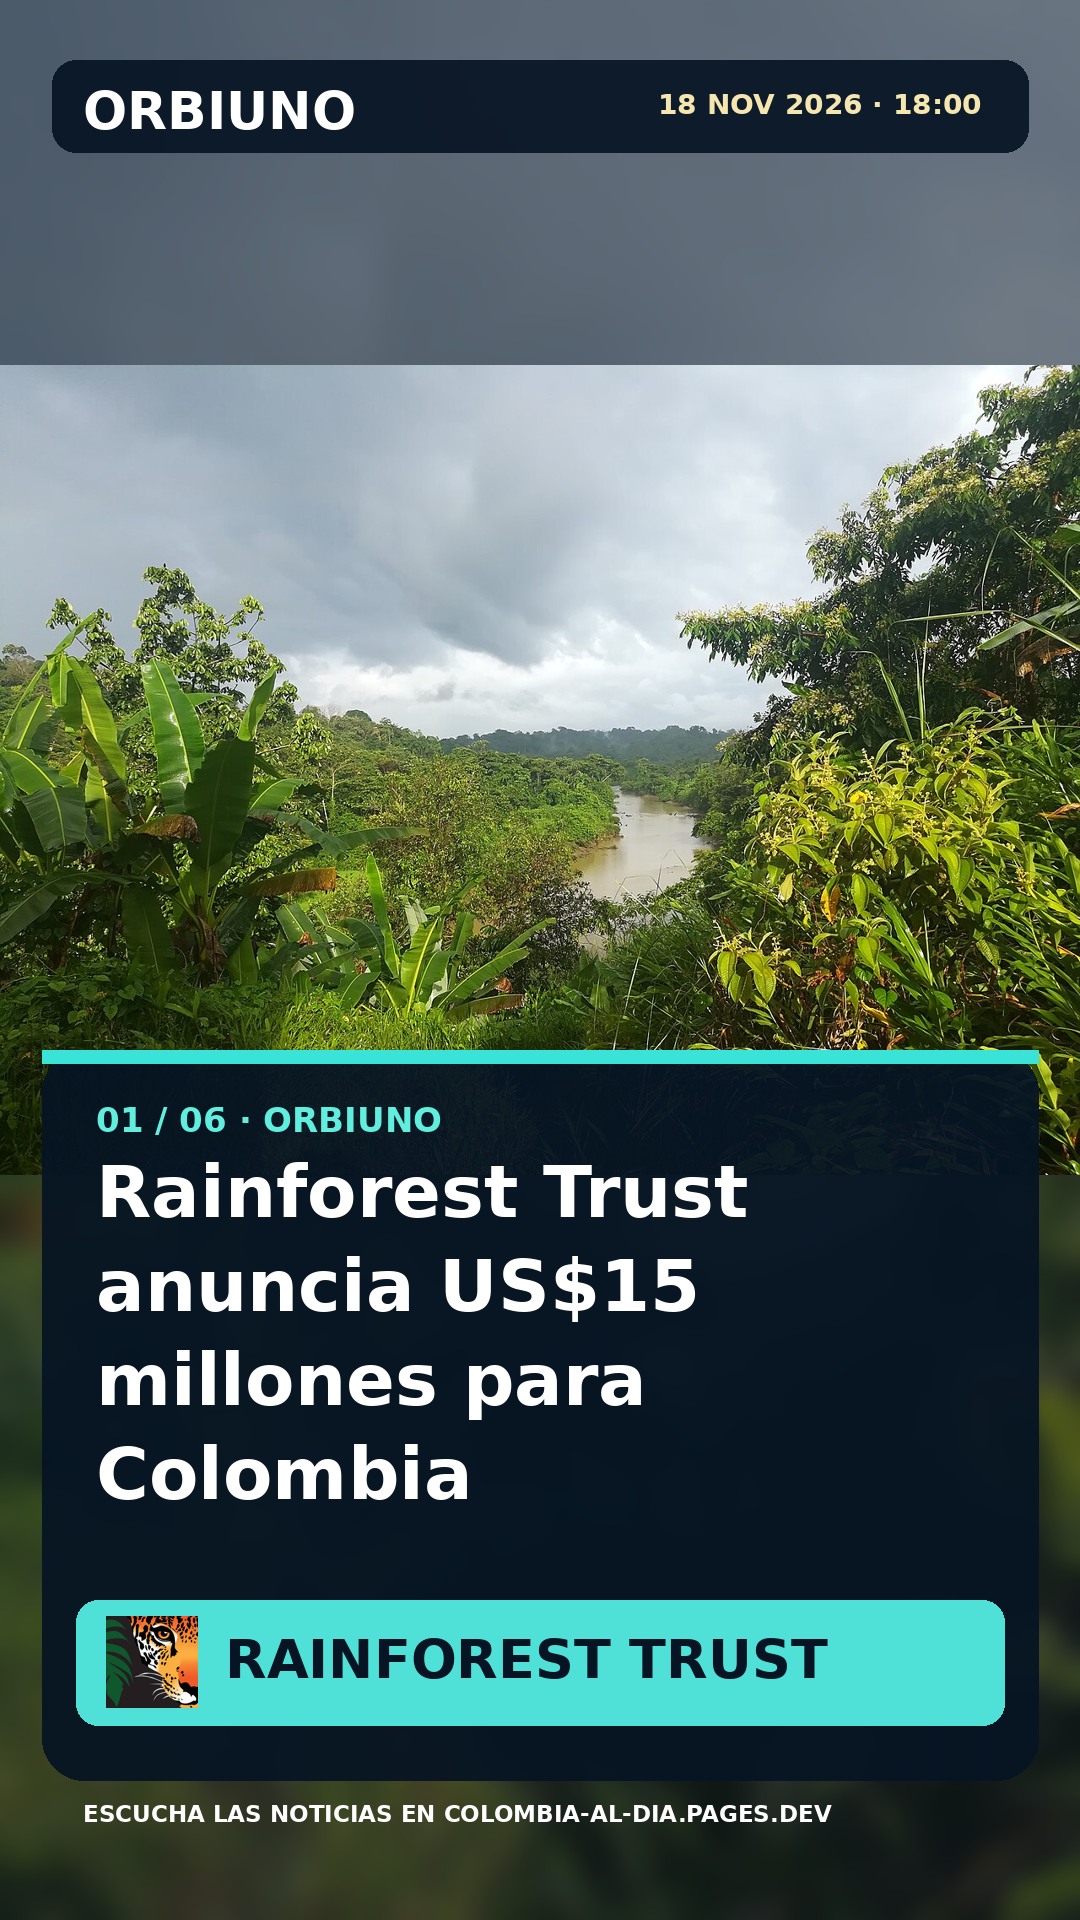 ORBIUNO
18 NOV 2026 · 18:00
01 / 06 · ORBIUNO
Rainforest Trust
anuncia US$15
millones para
Colombia
RAINFOREST TRUST
ESCUCHA LAS NOTICIAS EN COLOMBIA-AL-DIA.PAGES.DEV